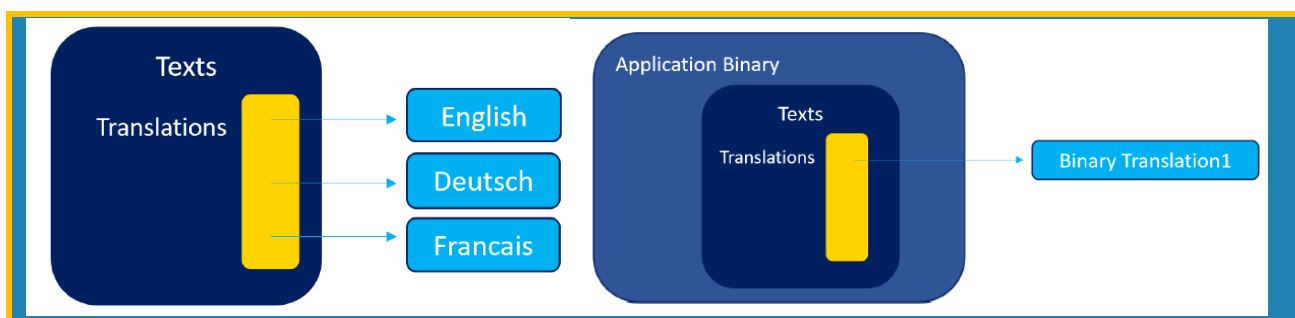 Texts
Translations
English
Deutsch
Francais
Application Binary
Texts
Translations
Binary Translation1